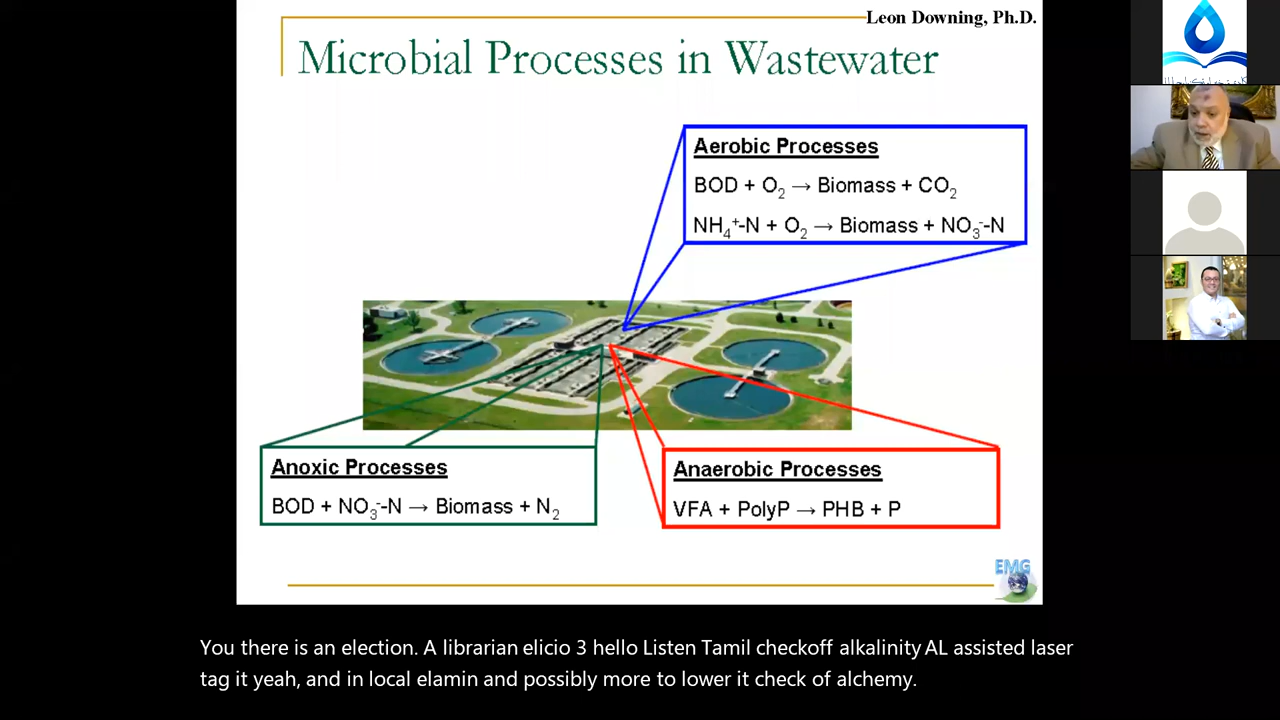 Leon Downing, Ph.D.
Microbial Processes in Wastewater
Aerobic Processes
BOD + O₂ → Biomass + CO₂
NH₄⁺-N + O₂ → Biomass + NO₃⁻-N
Anoxic Processes
BOD + NO₃⁻-N → Biomass + N₂
Anaerobic Processes
VFA + PolyP → PHB + P
EMG
You there is an election. A librarian elicio 3 hello Listen Tamil checkoff alkalinity AL assisted laser
tag it yeah, and in local elamin and possibly more to lower it check of alchemy.